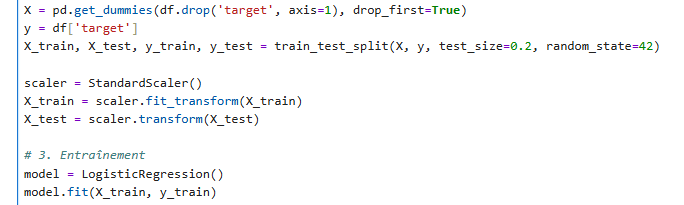 X = pd.get_dummies(df.drop('target', axis=1), drop_first=True)
y = df['target']
X_train, X_test, y_train, y_test = train_test_split(X, y, test_size=0.2, random_state=42)
scaler = StandardScaler()
X_train = scaler.fit_transform(X_train)
X_test = scaler.transform(X_test)
# 3. Entraînement
model = LogisticRegression()
model.fit(X_train, y_train)